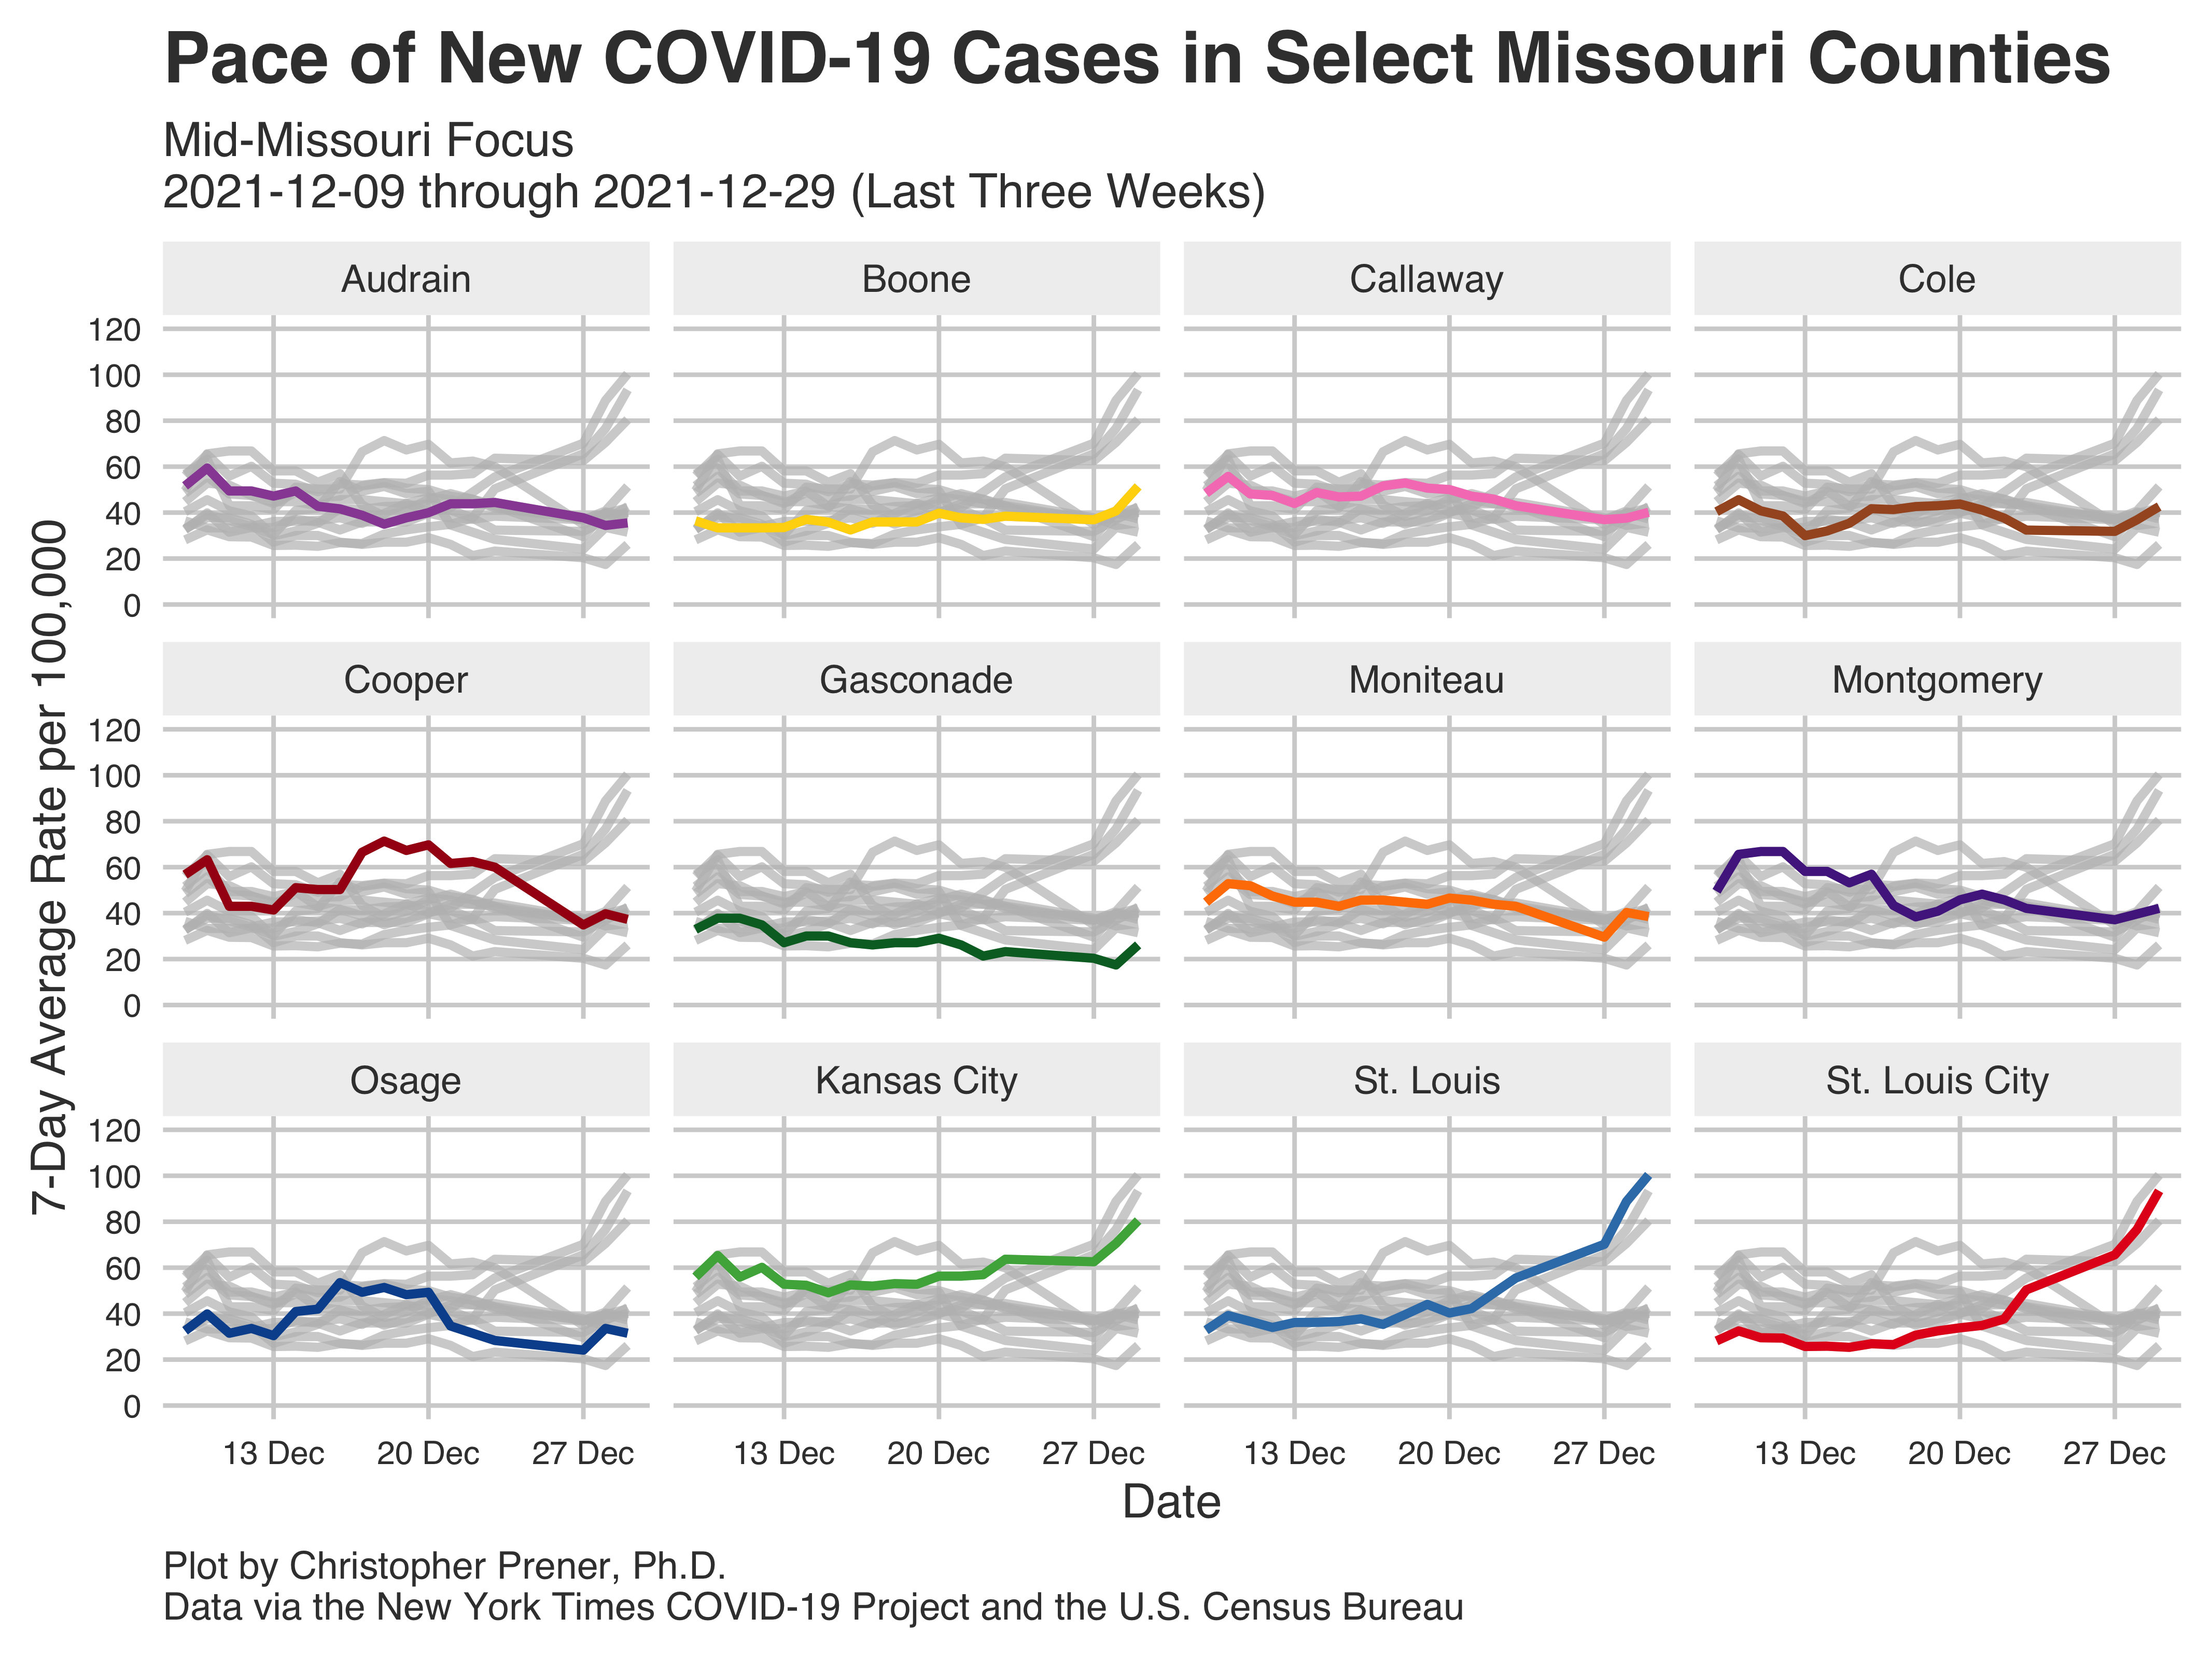 Pace of New COVID-19 Cases in Select Missouri Counties
Mid-Missouri Focus
2021-12-09 through 2021-12-29 (Last Three Weeks)
7-Day Average Rate per 100,000
Audrain
Boone
Callaway
Cole
120
100
80
60
40
20
0
Cooper
Gasconade
Moniteau
Montgomery
120
100
80
60
40
20
0
Osage
Kansas City
St. Louis
St. Louis City
120
100
80
60
40
20
0
13 Dec
20 Dec
27 Dec
13 Dec
20 Dec
27 Dec
13 Dec
20 Dec
27 Dec
13 Dec
20 Dec
27 Dec
Date
Plot by Christopher Prener, Ph.D.
Data via the New York Times COVID-19 Project and the U.S. Census Bureau